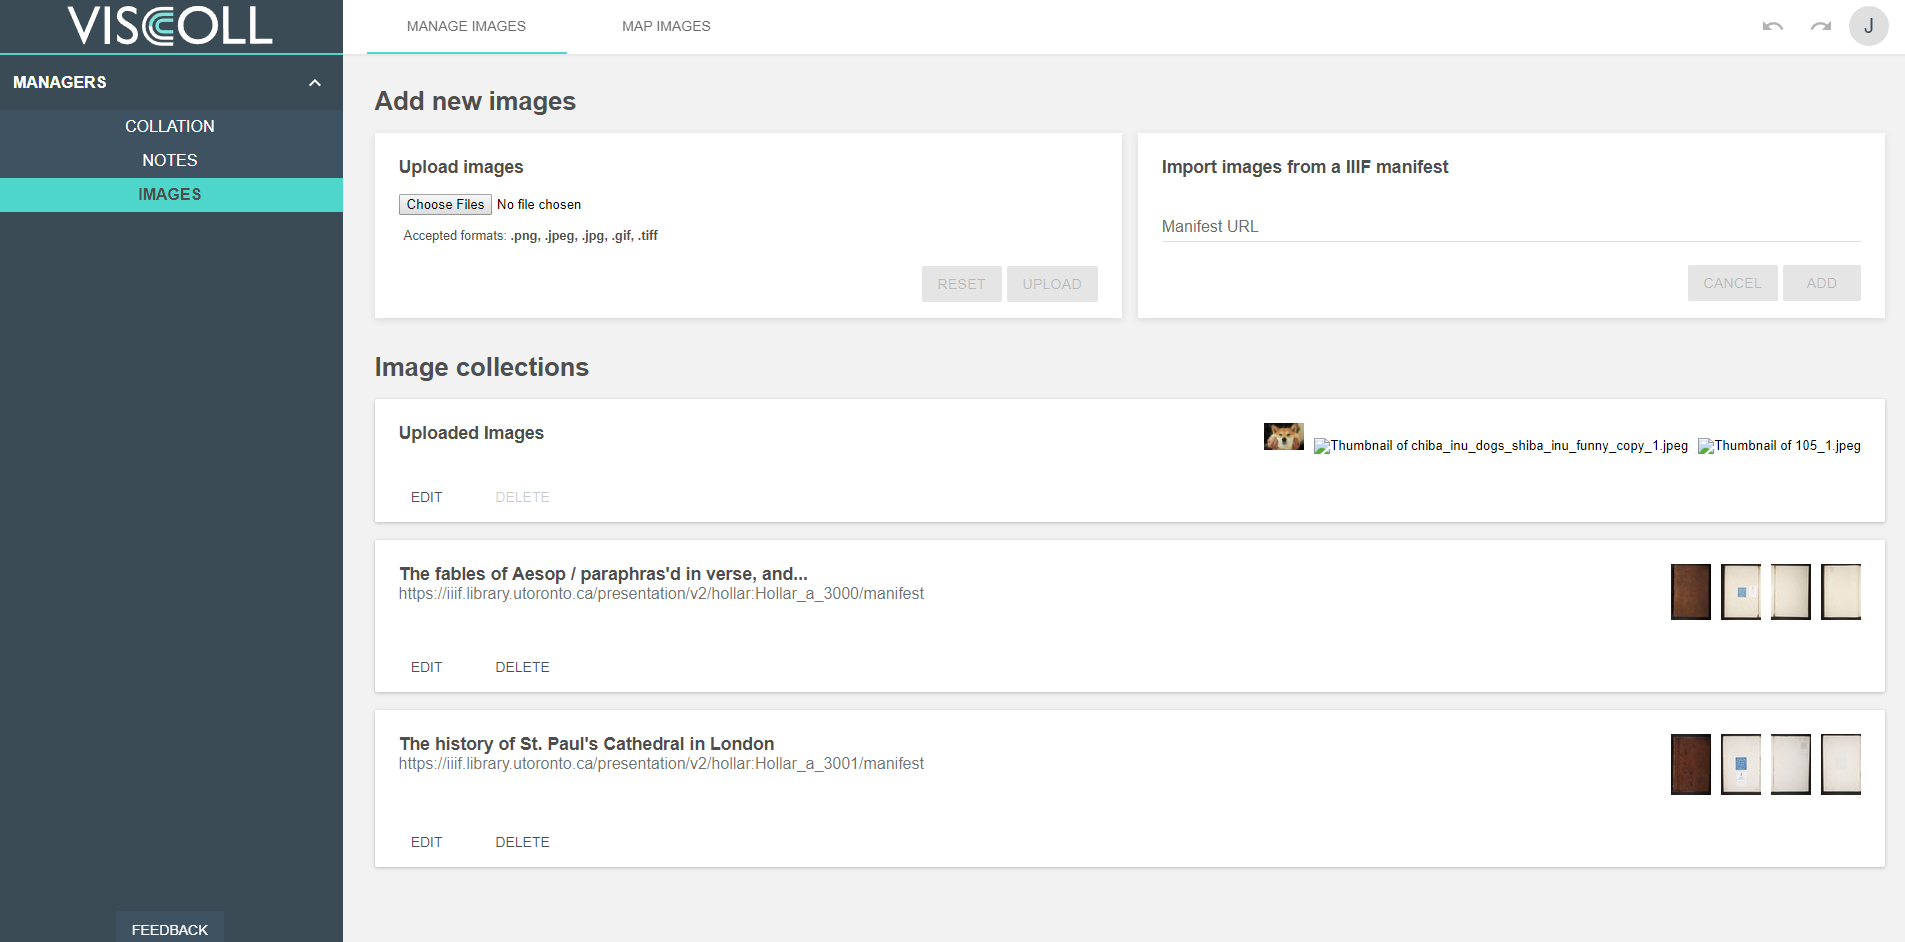 VISCOLL
MANAGE IMAGES
MAP IMAGES
J
MANAGERS
COLLATION
NOTES
IMAGES
Add new images
Upload images
Choose Files No file chosen
Accepted formats: .png, .jpeg, .jpg, .gif, .tiff
RESET
UPLOAD
Import images from a IIIF manifest
Manifest URL
CANCEL
ADD
Image collections
Uploaded Images
Thumbnail of chiba_inu_dogs_shiba_inu_funny_copy_1.jpeg
Thumbnail of 105_1.jpeg
EDIT
DELETE
The fables of Aesop / paraphras'd in verse, and...
https://iiif.library.utoronto.ca/presentation/v2/hollar:Hollar_a_3000/manifest
EDIT
DELETE
The history of St. Paul's Cathedral in London
https://iiif.library.utoronto.ca/presentation/v2/hollar:Hollar_a_3001/manifest
EDIT
DELETE
FEEDBACK